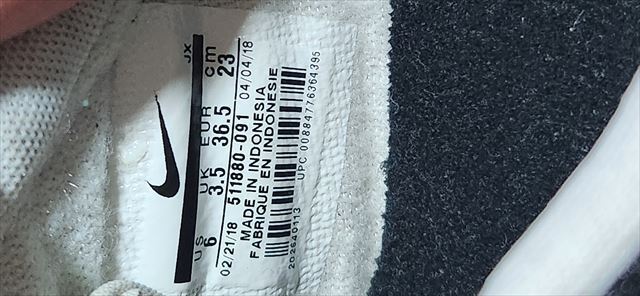 JX
US UK EUR cm
6 3.5 36.5 23
02/21/18 511880-091 04/04/18
MADE IN INDONESIA
FABRIQUE EN INDONESIE
202640113 UPC 00884776364395